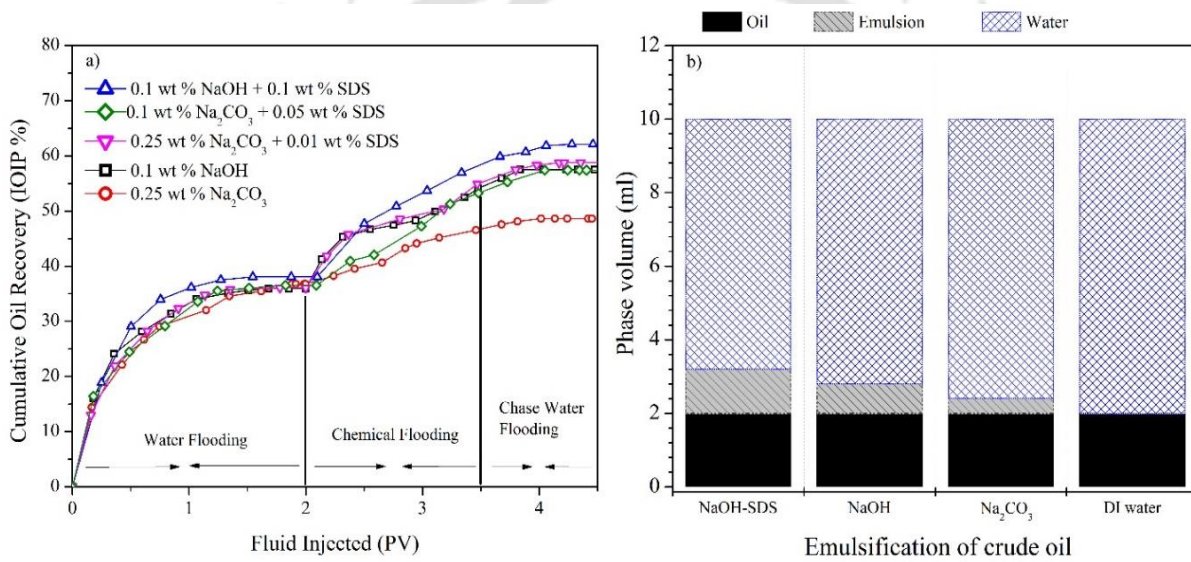 a)
80
70
60
50
40
30
20
10
0
Cumulative Oil Recovery (IOIP %)
0.1 wt % NaOH + 0.1 wt % SDS
0.1 wt % Na₂CO₃ + 0.05 wt % SDS
0.25 wt % Na₂CO₃ + 0.01 wt % SDS
0.1 wt % NaOH
0.25 wt % Na₂CO₃
Water Flooding
Chemical Flooding
Chase Water
Flooding
0 1 2 3 4
Fluid Injected (PV)
Oil Emulsion Water
b)
12
10
8
6
4
2
0
Phase volume (ml)
NaOH-SDS NaOH Na₂CO₃ DI water
Emulsification of crude oil